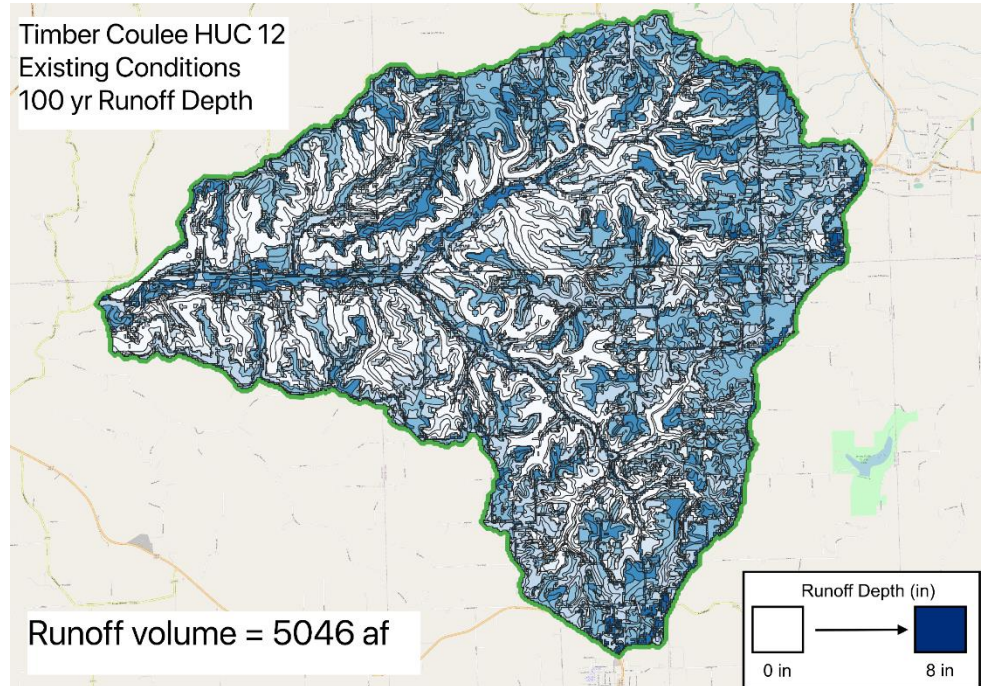 Timber Coulee HUC 12
Existing Conditions
100 yr Runoff Depth
Runoff volume = 5046 af
Runoff Depth (in)
0 in
8 in